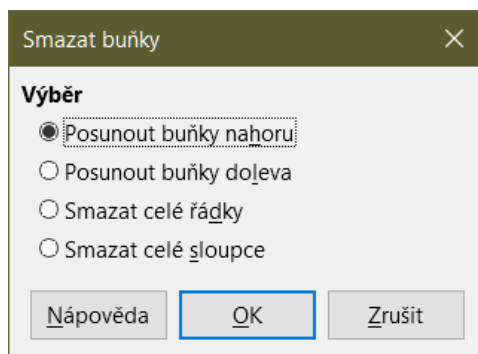 Smazat buňky
Výběr
Posunout buňky nahoru
Posunout buňky doleva
Smazat celé řádky
Smazat celé sloupce
Nápověda OK Zrušit